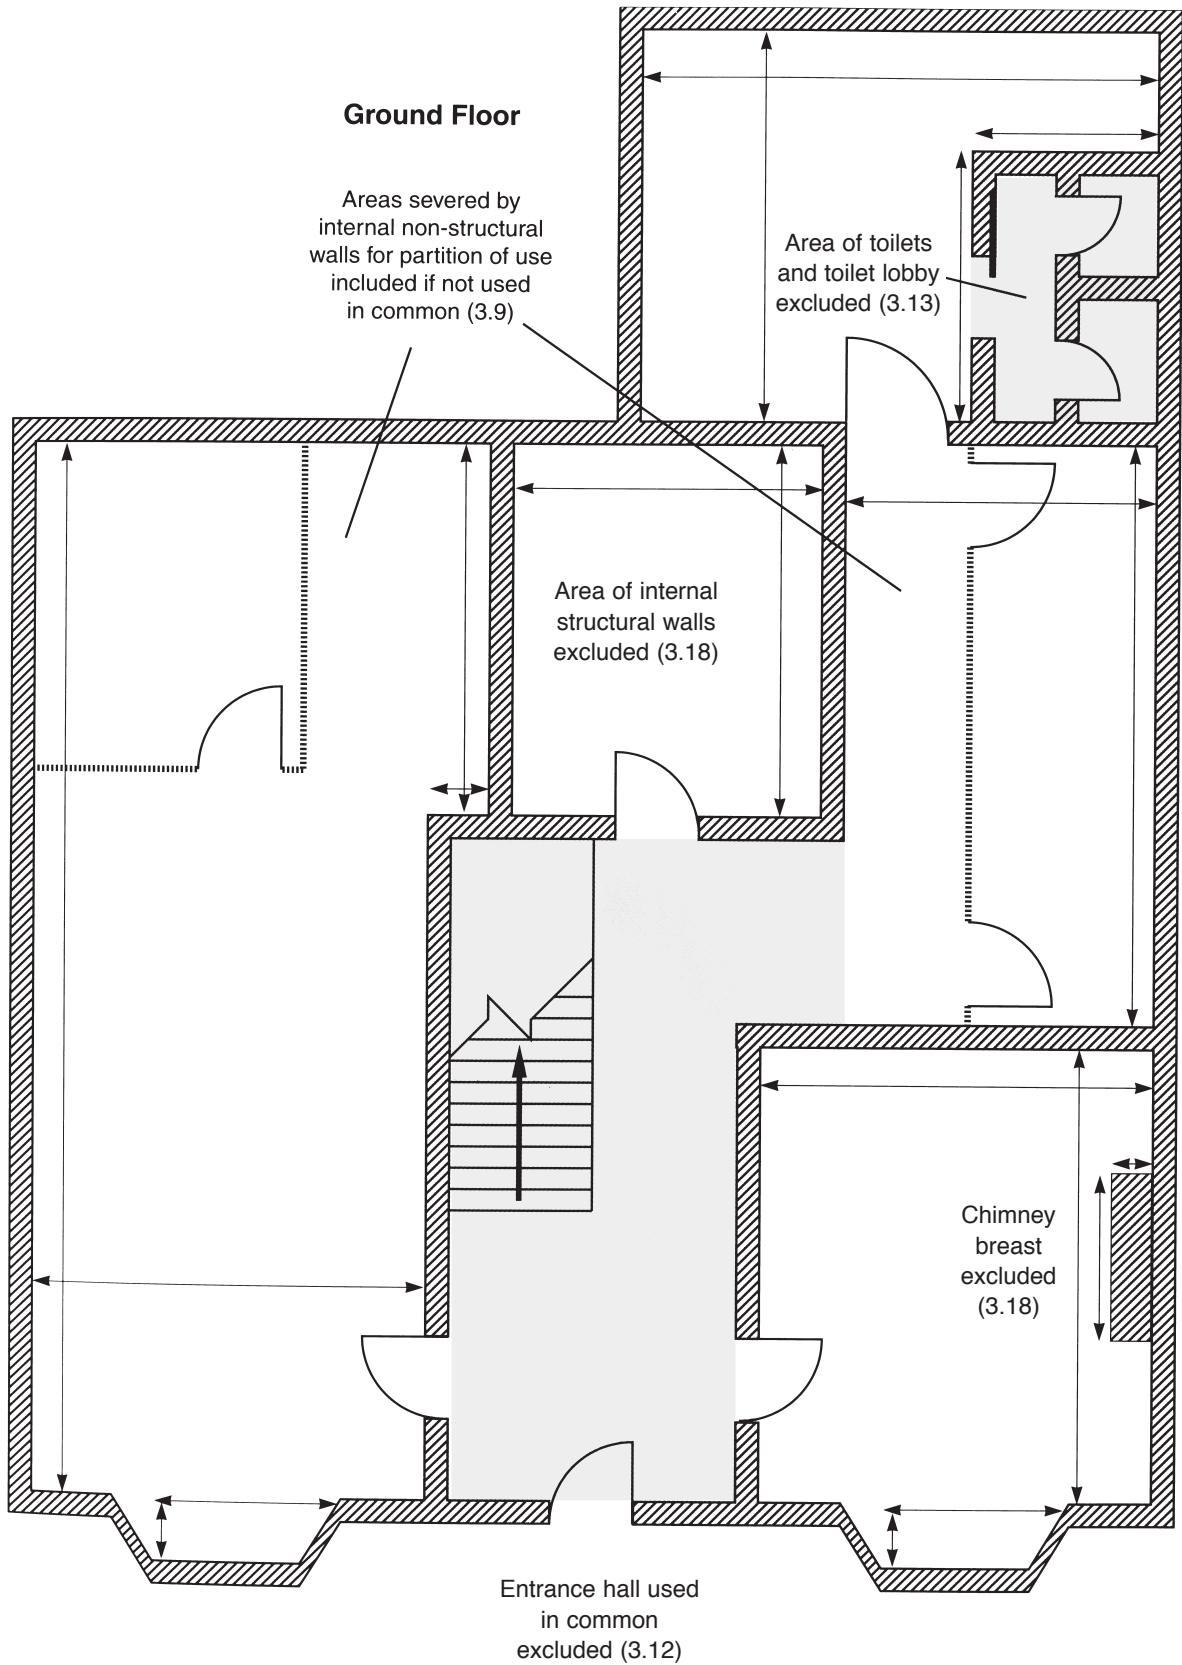 Ground Floor
Areas severed by
internal non-structural
walls for partition of use
included if not used
in common (3.9)
Area of toilets
and toilet lobby
excluded (3.13)
Area of internal
structural walls
excluded (3.18)
Chimney
breast
excluded
(3.18)
Entrance hall used
in common
excluded (3.12)